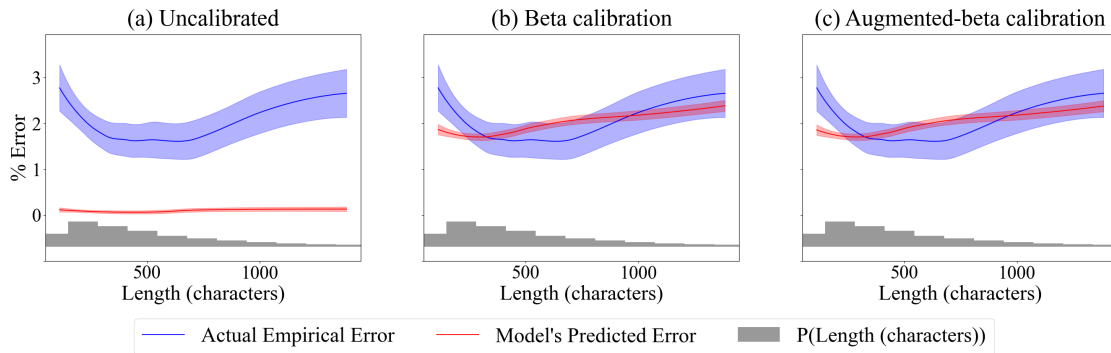 (a) Uncalibrated
(b) Beta calibration
(c) Augmented-beta calibration
% Error
3
2
1
0
500
1000
500
1000
500
1000
Length (characters)
Length (characters)
Length (characters)
Actual Empirical Error
Model's Predicted Error
P(Length (characters))